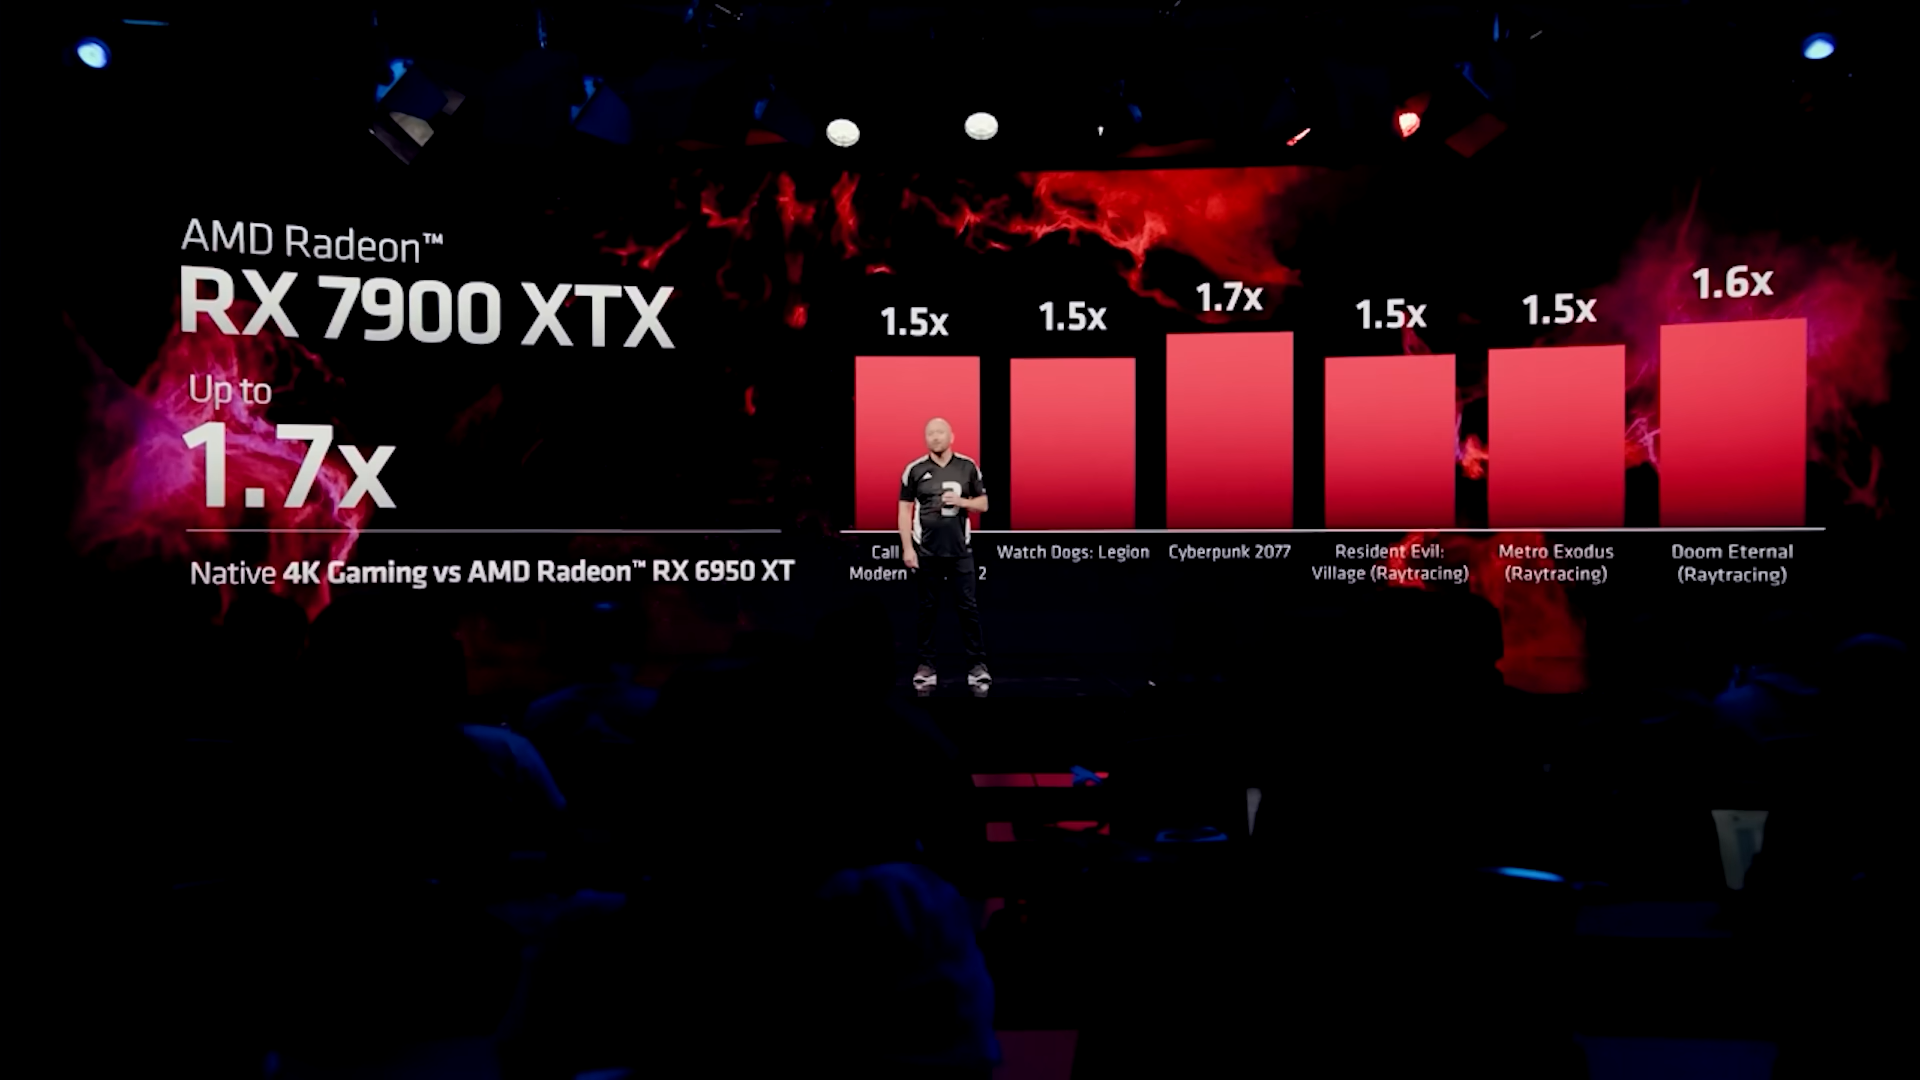 AMD Radeon™
RX 7900 XTX
Up to
1.7x
Native 4K Gaming vs AMD Radeon™ RX 6950 XT
1.5x
1.5x
1.7x
1.5x
1.5x
1.6x
Call
Modern 2
Watch Dogs: Legion
Cyberpunk 2077
Resident Evil:
Village (Raytracing)
Metro Exodus
(Raytracing)
Doom Eternal
(Raytracing)